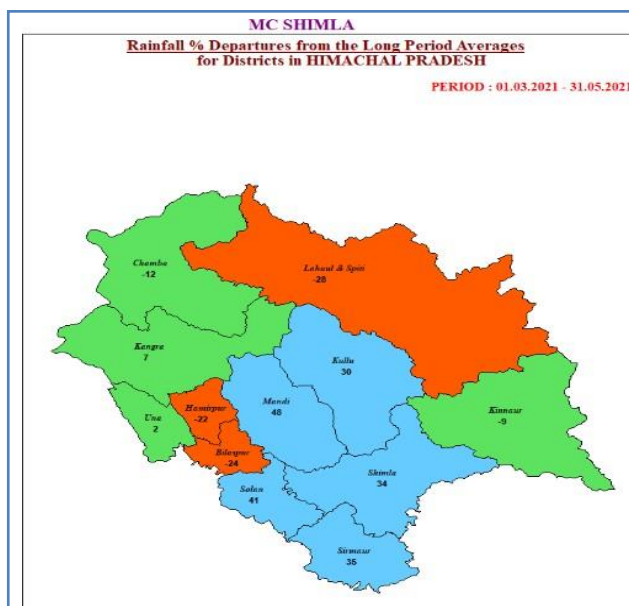 MC SHIMLA
Rainfall % Departures from the Long Period Averages
for Districts in HIMACHAL PRADESH
PERIOD : 01.03.2021 - 31.05.2021
Chamba
-12
Lahaul & Spiti
-28
Kangra
7
Kullu
30
Mandi
48
Hamirpur
-22
Una
2
Kinnaur
-9
Bilaspur
-24
Shimla
34
Solan
41
Sirmaur
35